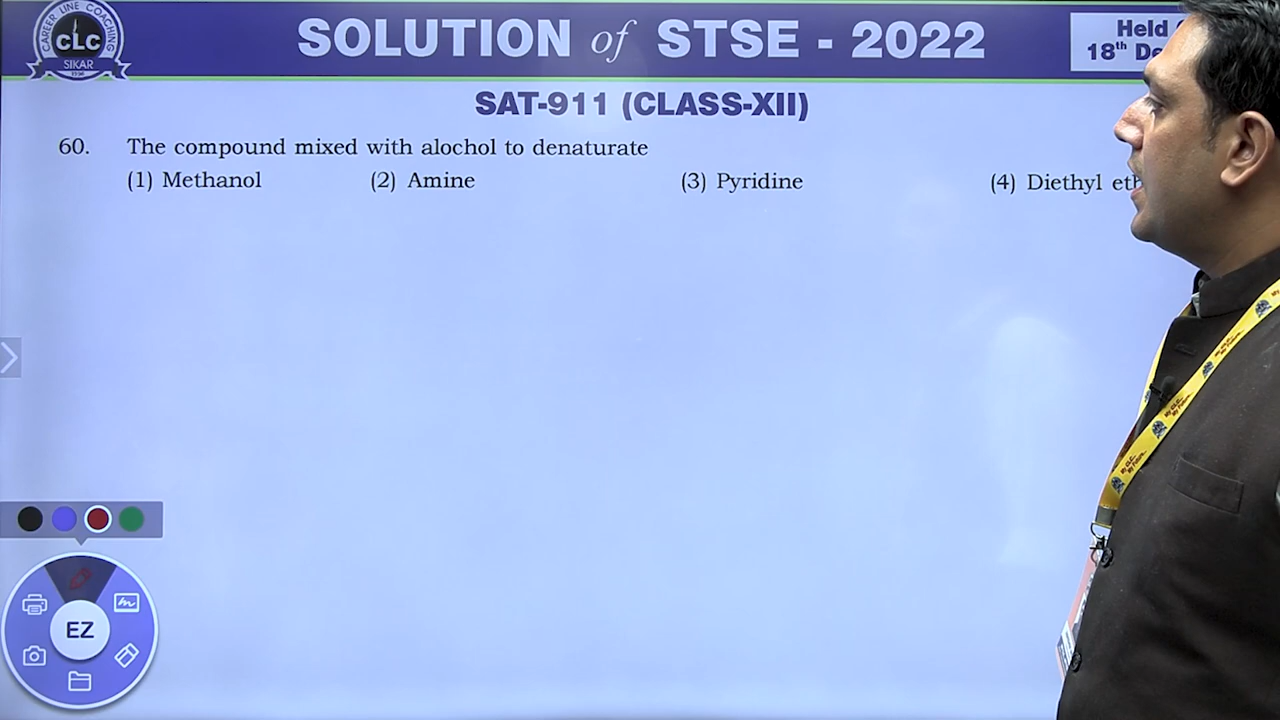 CAREER LINE COACHING
CLC
SIKAR
SOLUTION of STSE - 2022
Held
18th De
SAT-911 (CLASS-XII)
60. The compound mixed with alochol to denaturate
(1) Methanol (2) Amine (3) Pyridine (4) Diethyl eth
EZ